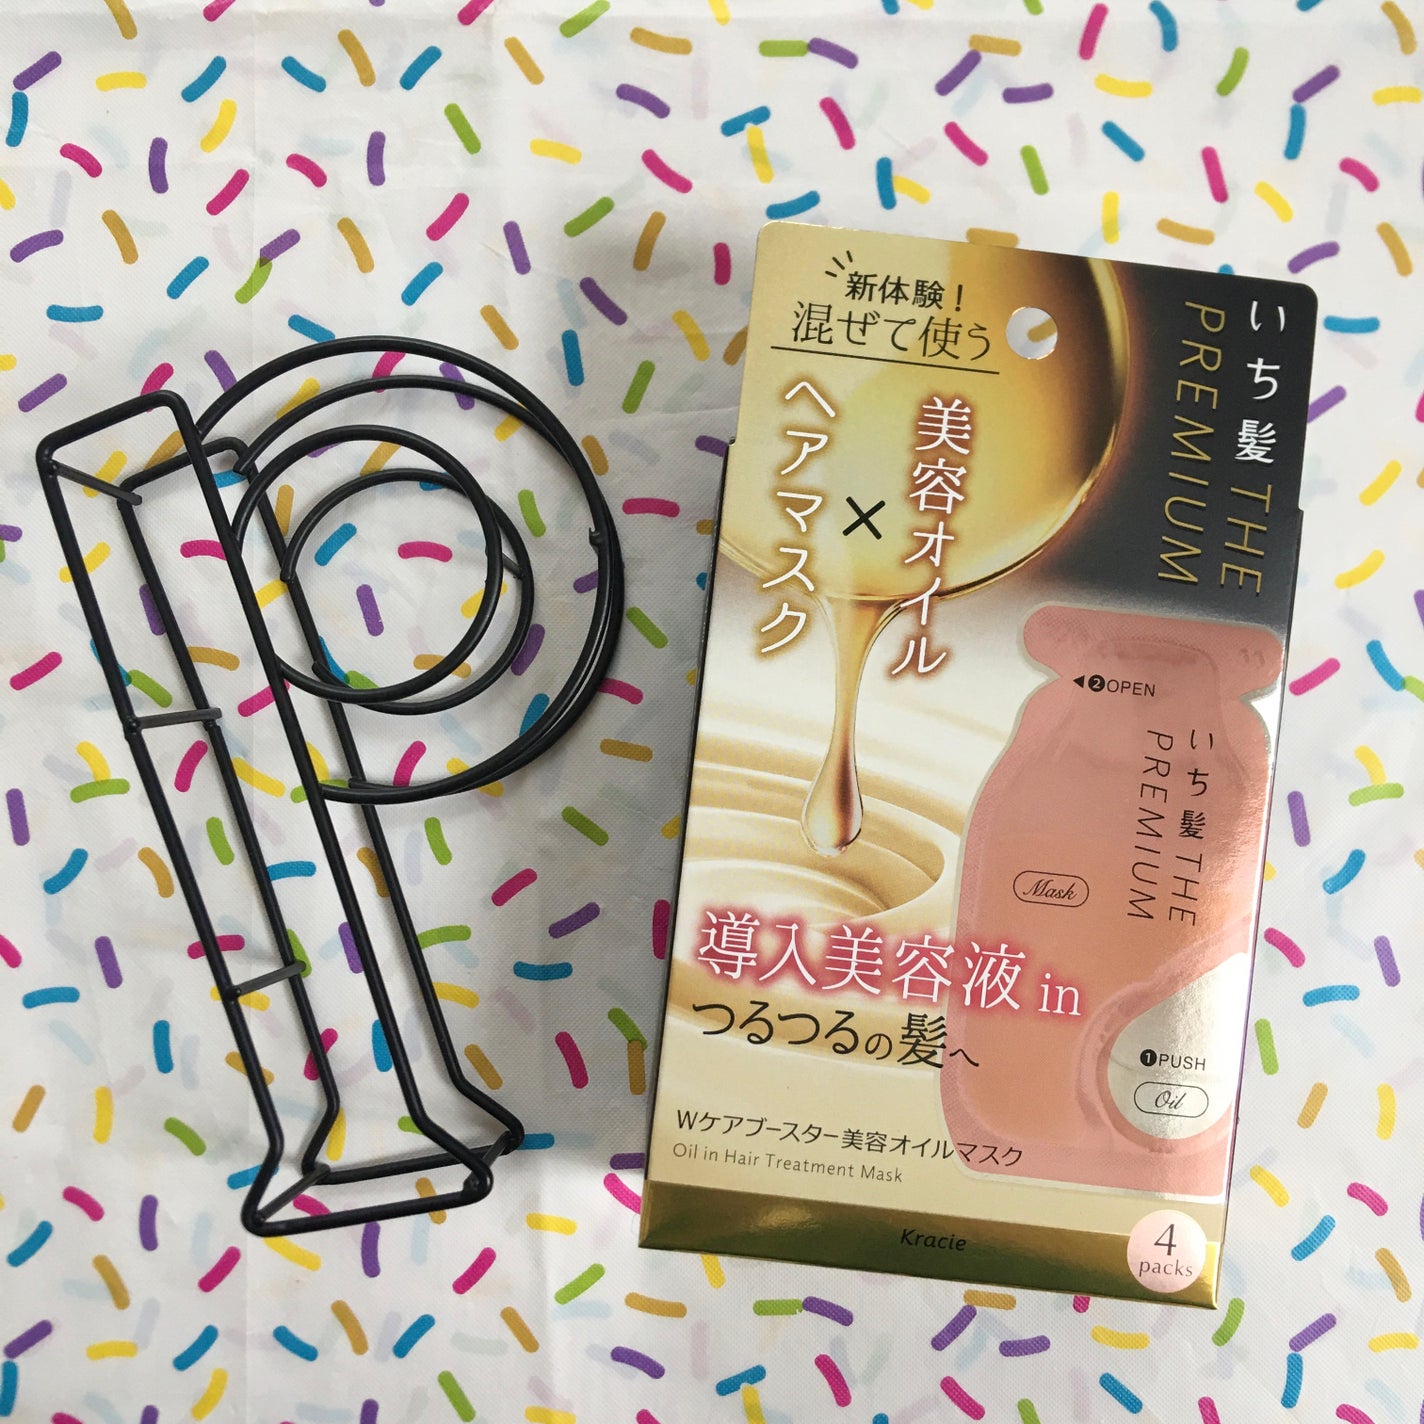 新体験！
混ぜて使う
美容オイル
×
ヘアマスク
いち髪 THE
PREMIUM
❷OPEN
いち髪 THE
PREMIUM
Mask
導入美容液 in
つるつるの髪へ
❶PUSH
Oil
Wケアブースター美容オイルマスク
Oil in Hair Treatment Mask
Kracie
4
packs